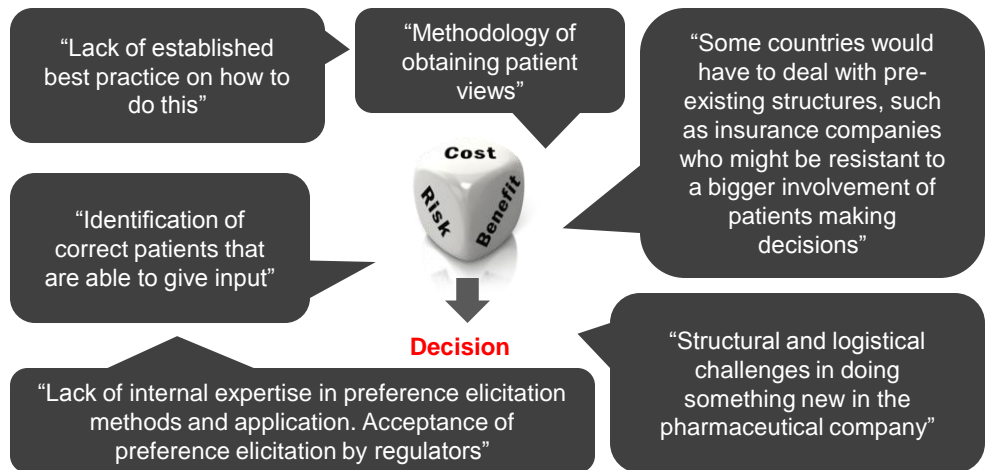 “Lack of established
best practice on how to
do this”
“Methodology of
obtaining patient
views”
“Some countries would
have to deal with pre-
existing structures, such
as insurance companies
who might be resistant to
a bigger involvement of
patients making
decisions”
Cost
Risk
Benefit
“Identification of
correct patients that
are able to give input”
Decision
“Structural and logistical
challenges in doing
something new in the
pharmaceutical company”
“Lack of internal expertise in preference elicitation
methods and application. Acceptance of
preference elicitation by regulators”